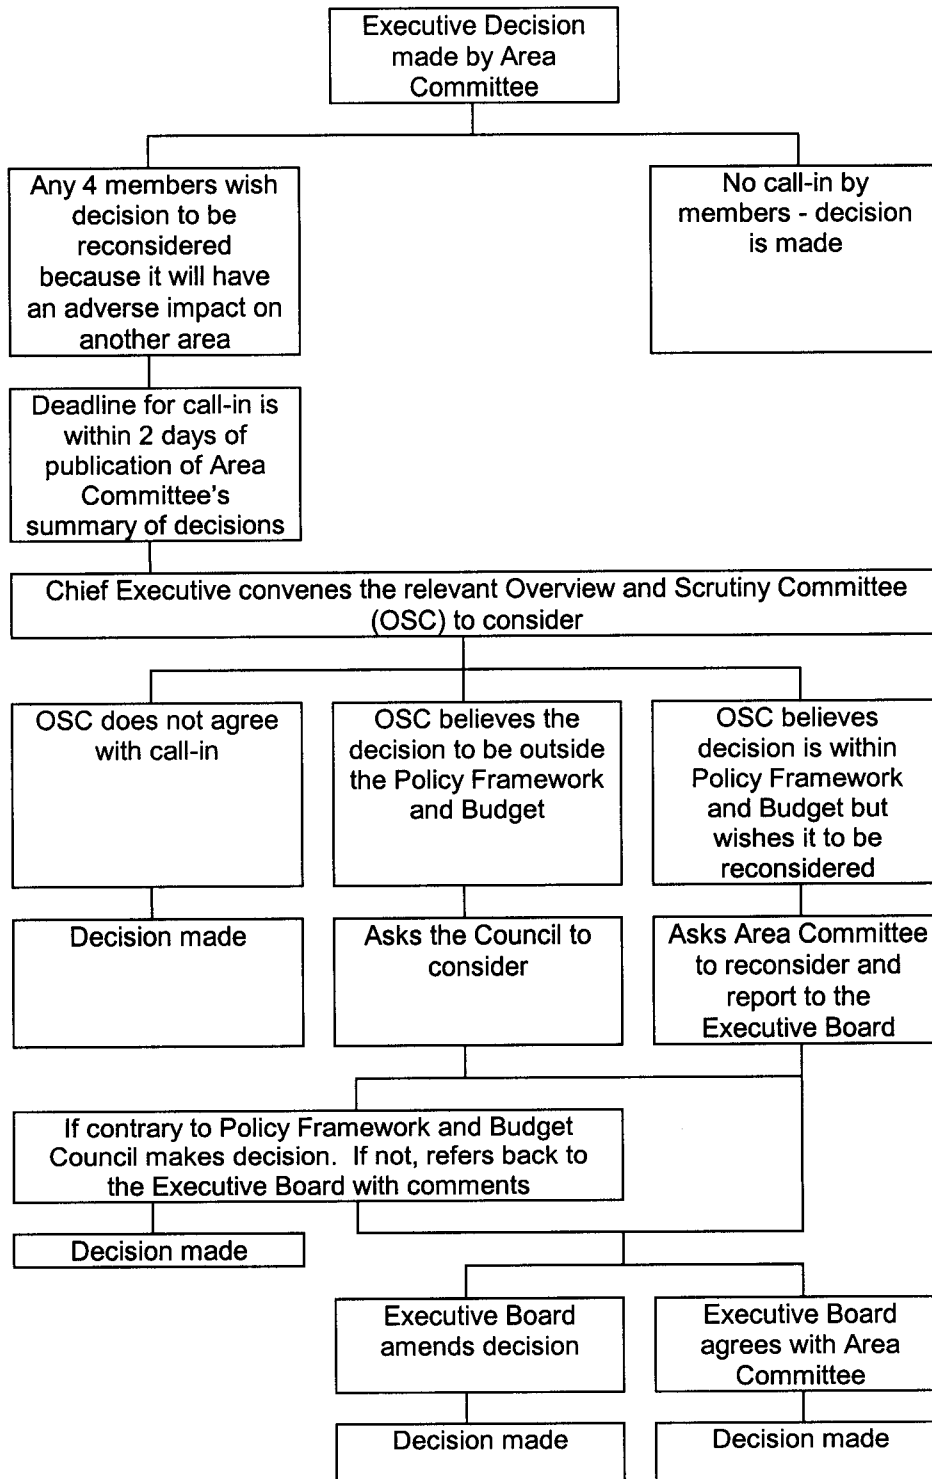 Executive Decision
made by Area
Committee
Any 4 members wish
decision to be
reconsidered
because it will have
an adverse impact on
another area
No call-in by
members - decision
is made
Deadline for call-in is
within 2 days of
publication of Area
Committee's
summary of decisions
Chief Executive convenes the relevant Overview and Scrutiny Committee
(OSC) to consider
OSC does not agree
with call-in
OSC believes the
decision to be outside
the Policy Framework
and Budget
OSC believes
decision is within
Policy Framework
and Budget but
wishes it to be
reconsidered
Decision made
Asks the Council to
consider
Asks Area Committee
to reconsider and
report to the
Executive Board
If contrary to Policy Framework and Budget
Council makes decision. If not, refers back to
the Executive Board with comments
Decision made
Executive Board
amends decision
Executive Board
agrees with Area
Committee
Decision made
Decision made